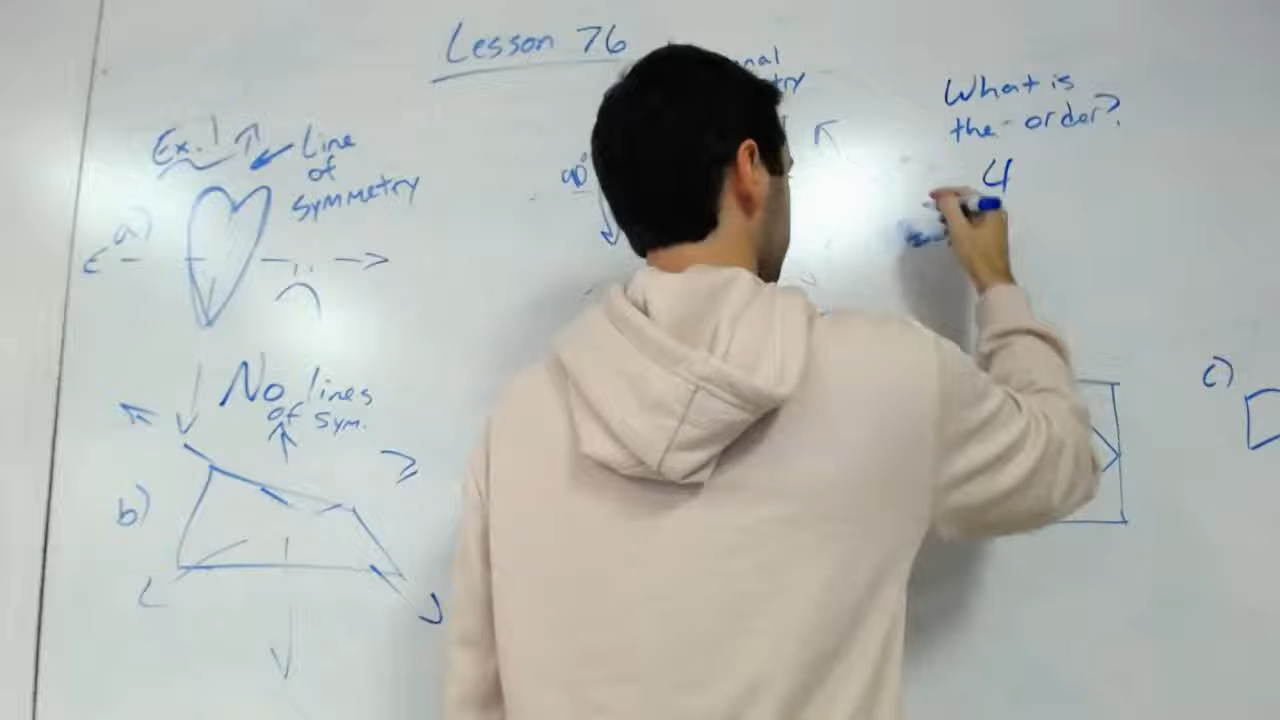 Lesson 76
What is
the order?
4
Ex. 1
Line
of
symmetry
a)
90°
No lines
of sym.
b)
c)